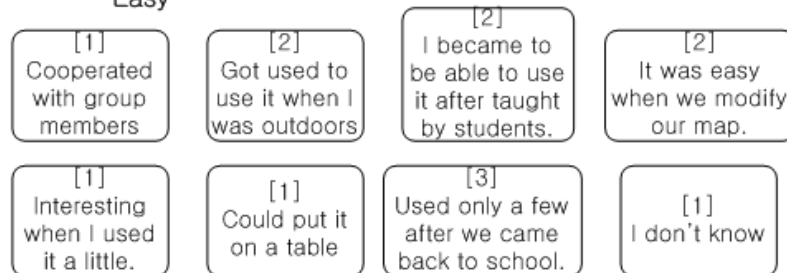 Easy
[1]
Cooperated
with group
members
[2]
Got used to
use it when I
was outdoors
[2]
I became to
be able to use
it after taught
by students.
[2]
It was easy
when we modify
our map.
[1]
Interesting
when I used
it a little.
[1]
Could put it
on a table
[3]
Used only a few
after we came
back to school.
[1]
I don't know